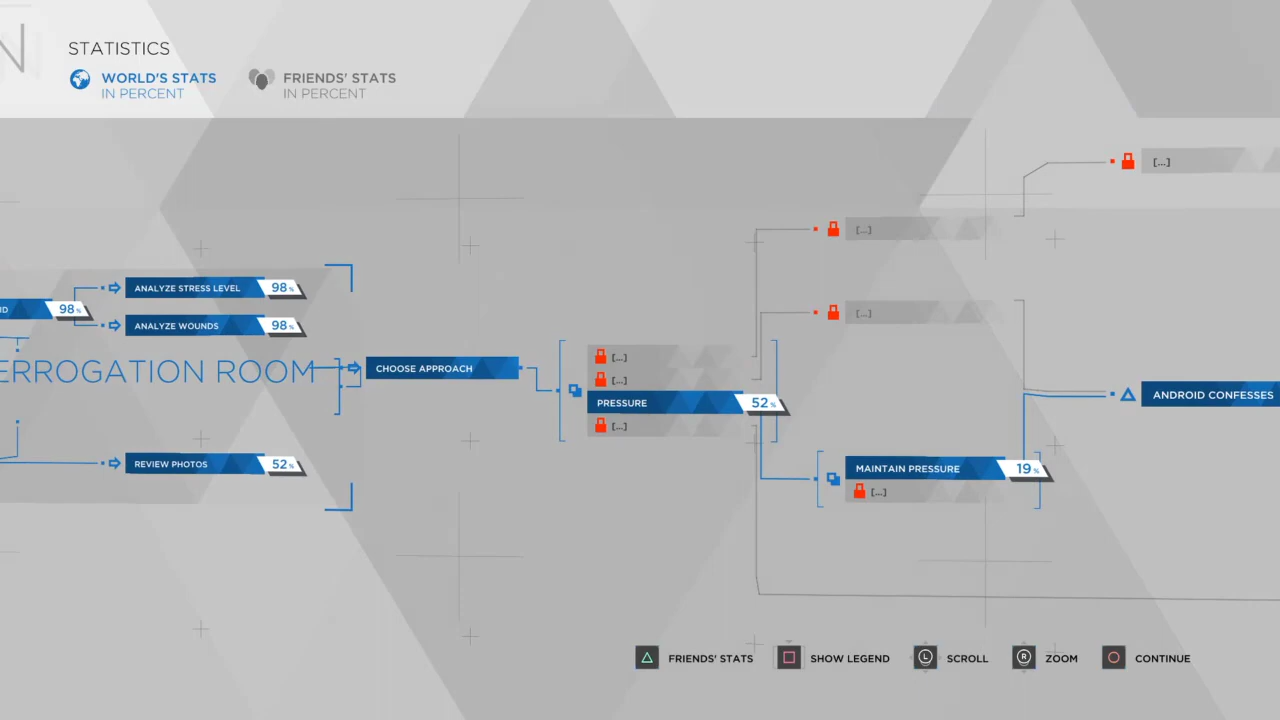 N
STATISTICS
WORLD'S STATS
IN PERCENT
FRIENDS' STATS
IN PERCENT
[...]
[...]
ANALYZE STRESS LEVEL 98%
ID 98%
[...]
ANALYZE WOUNDS 98%
[...]
ERROGATION ROOM
CHOOSE APPROACH
[...]
PRESSURE 52%
ANDROID CONFESSES
[...]
REVIEW PHOTOS 52%
MAINTAIN PRESSURE 19%
[...]
FRIENDS' STATS
SHOW LEGEND
L SCROLL
R ZOOM
CONTINUE